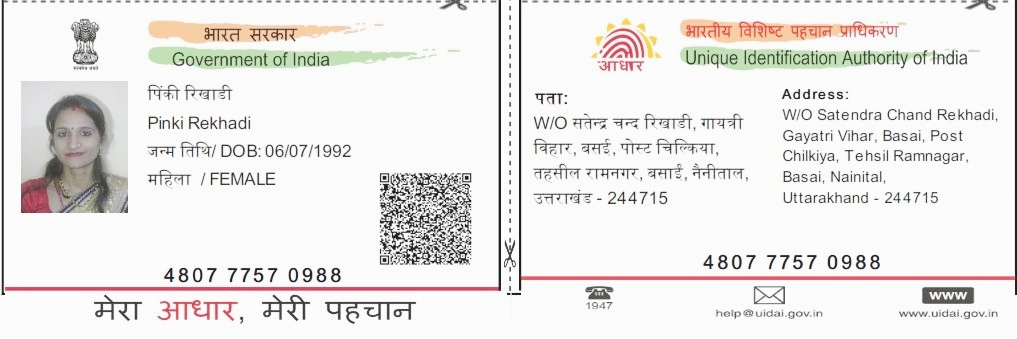 भारत सरकार
Government of India
पिंकी रिखाडी
Pinki Rekhadi
जन्म तिथि/ DOB: 06/07/1992
महिला / FEMALE
4807 7757 0988
मेरा आधार, मेरी पहचान
आधार
भारतीय विशिष्ट पहचान प्राधिकरण
Unique Identification Authority of India
पता:
W/O सतेन्द्र चन्द रिखाडी, गायत्री
विहार, बसई, पोस्ट चिल्किया,
तहसील रामनगर, बसाईं, नैनीताल,
उत्तराखंड - 244715
Address:
W/O Satendra Chand Rekhadi,
Gayatri Vihar, Basai, Post
Chilkiya, Tehsil Ramnagar,
Basai, Nainital,
Uttarakhand - 244715
4807 7757 0988
1947
help@uidai.gov.in
www
www.uidai.gov.in